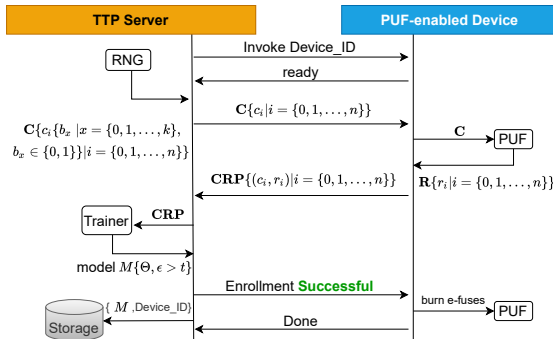 TTP Server
PUF-enabled Device
Invoke Device_ID
RNG
ready
C{c_i|i = {0, 1, . . . , n}}
C{c_i{b_x |x = {0, 1, . . . , k},
b_x ∈ {0, 1}}|i = {0, 1, . . . , n}}
C
PUF
R{r_i|i = {0, 1, . . . , n}}
CRP{(c_i, r_i)|i = {0, 1, . . . , n}}
CRP
Trainer
model M{Θ, ϵ > t}
Enrollment Successful
burn e-fuses
PUF
{ M ,Device_ID}
Storage
Done